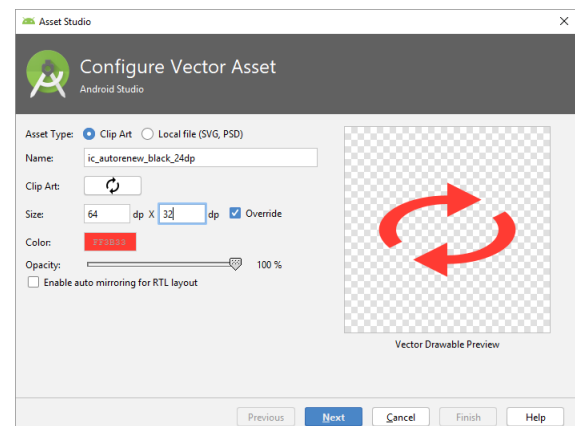 Asset Studio
Configure Vector Asset
Android Studio
Asset Type: Clip Art Local file (SVG, PSD)
Name: ic_autorenew_black_24dp
Clip Art:
Size: 64 dp X 32 dp Override
Color: FF3B33
Opacity: 100 %
Enable auto mirroring for RTL layout
Vector Drawable Preview
Previous Next Cancel Finish Help